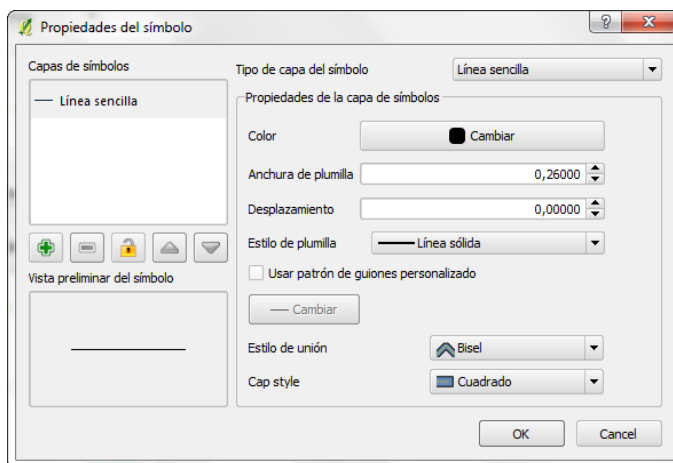 Propiedades del símbolo
Capas de símbolos
Línea sencilla
Vista preliminar del símbolo
Tipo de capa del símbolo
Línea sencilla
Propiedades de la capa de símbolos
Color
Cambiar
Anchura de plumilla
0,26000
Desplazamiento
0,00000
Estilo de plumilla
Línea sólida
Usar patrón de guiones personalizado
Cambiar
Estilo de unión
Bisel
Cap style
Cuadrado
OK
Cancel